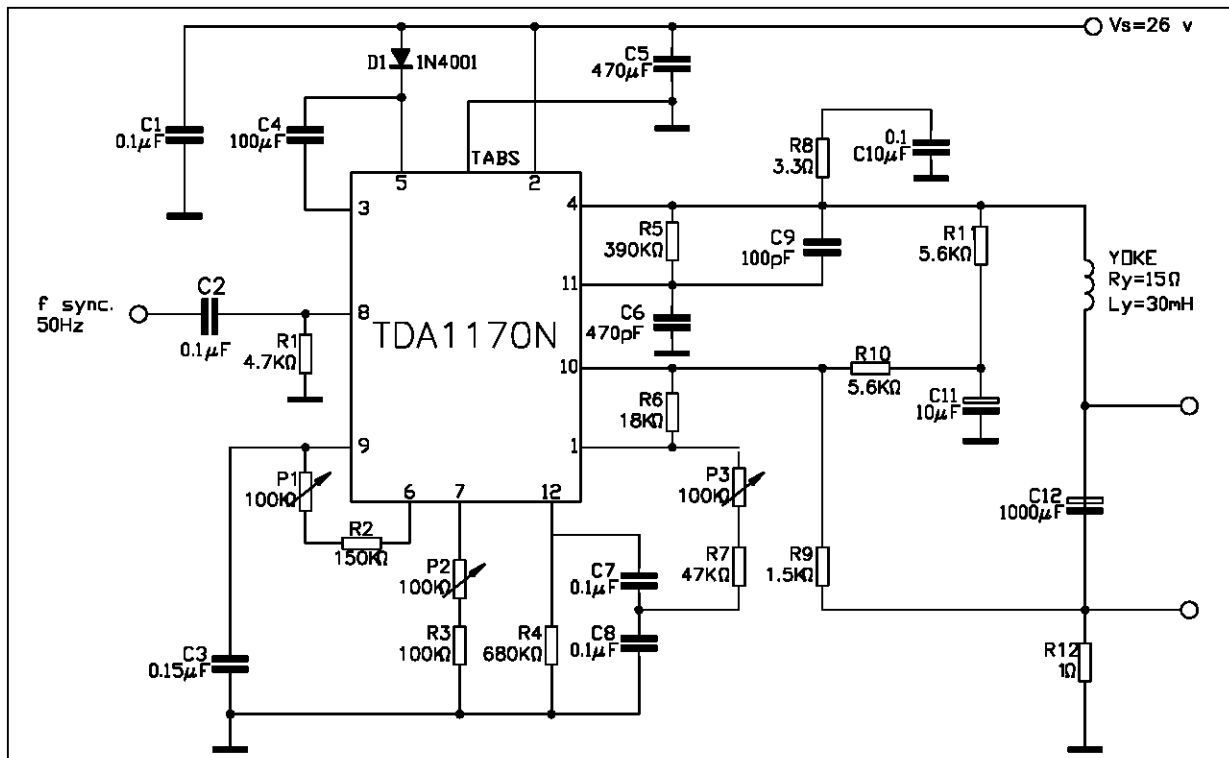 Vs=26 v
D1
1N4001
C5
470µF
C1
0.1µF
C4
100µF
TABS
5
2
3
4
R8
3.3Ω
0.1
C10µF
R5
390KΩ
C9
100pF
R11
5.6KΩ
YOKE
Ry=15Ω
Ly=30mH
11
f sync.
50Hz
C2
0.1µF
8
TDA1170N
R1
4.7KΩ
C6
470pF
10
R10
5.6KΩ
R6
18KΩ
C11
10µF
9
1
P1
100KΩ
P3
100KΩ
6
7
12
R2
150KΩ
C12
1000µF
P2
100KΩ
C7
0.1µF
R7
47KΩ
R9
1.5KΩ
C3
0.15µF
R3
100KΩ
R4
680KΩ
C8
0.1µF
R12
1Ω